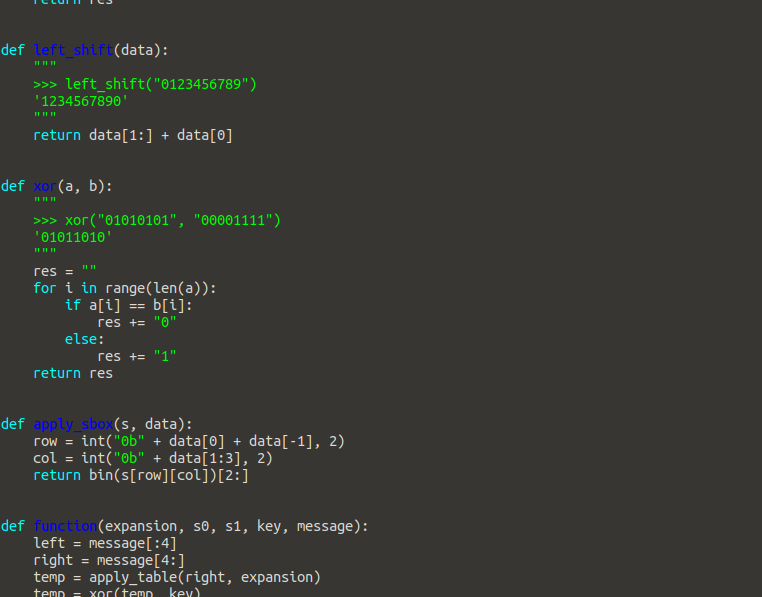 return res
def left_shift(data):
    """
    >>> left_shift("0123456789")
    '1234567890'
    """
    return data[1:] + data[0]
def xor(a, b):
    """
    >>> xor("01010101", "00001111")
    '01011010'
    """
    res = ""
    for i in range(len(a)):
        if a[i] == b[i]:
            res += "0"
        else:
            res += "1"
    return res
def apply_sbox(s, data):
    row = int("0b" + data[0] + data[-1], 2)
    col = int("0b" + data[1:3], 2)
    return bin(s[row][col])[2:]
def function(expansion, s0, s1, key, message):
    left = message[:4]
    right = message[4:]
    temp = apply_table(right, expansion)
    temp = xor(temp, key)